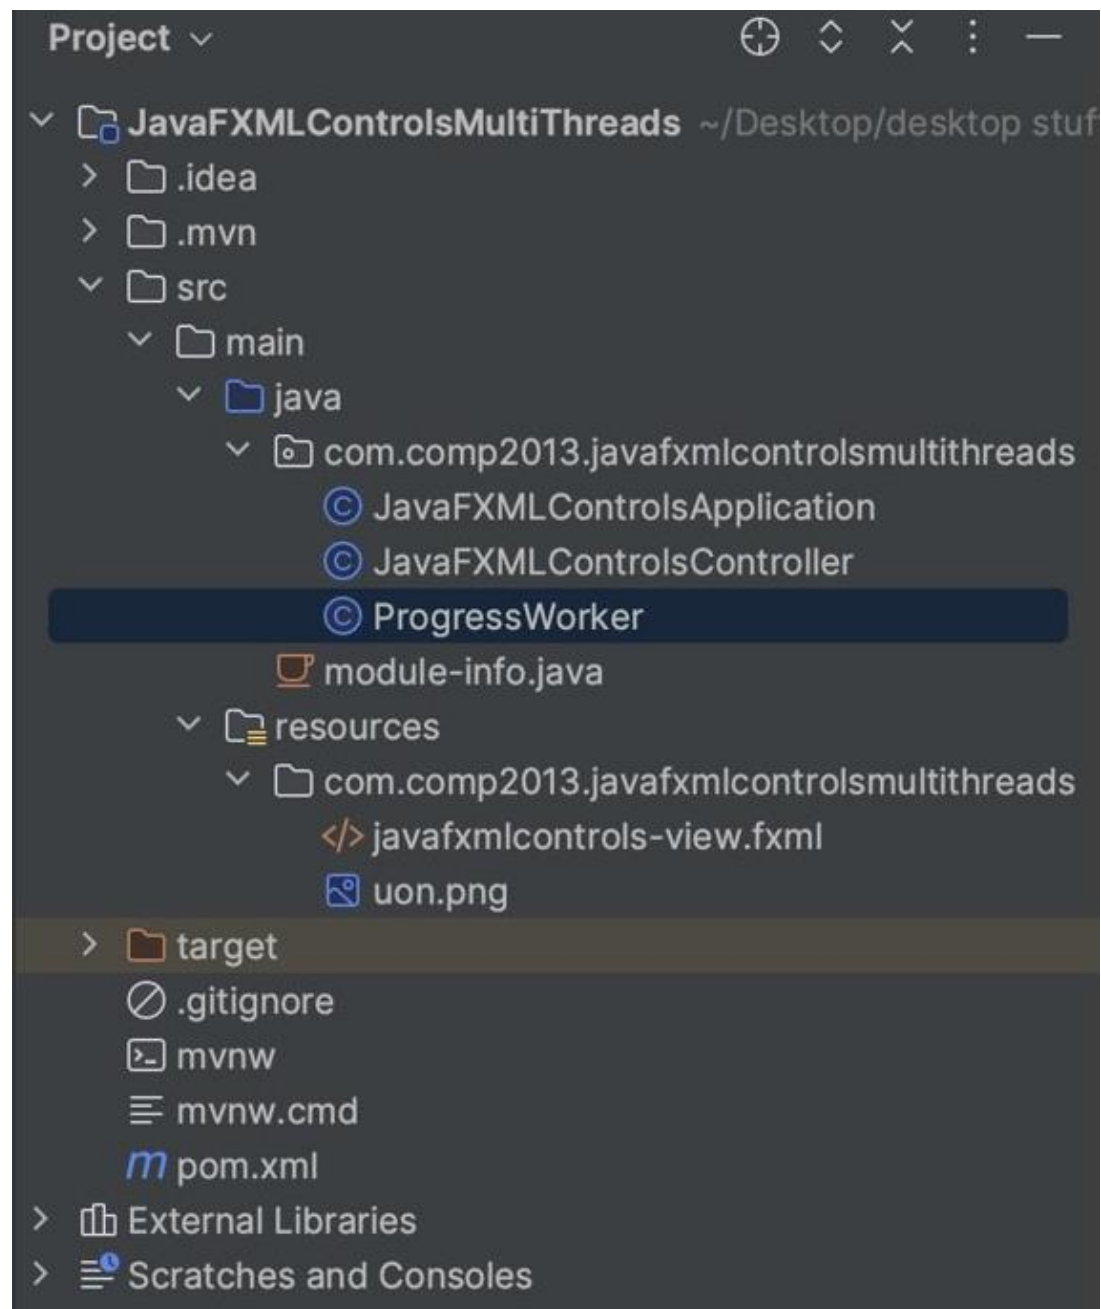 Project
JavaFXMLControlsMultiThreads ~/Desktop/desktop stuf
.idea
.mvn
src
main
java
com.comp2013.javafxmlcontrolsmultithreads
JavaFXMLControlsApplication
JavaFXMLControlsController
ProgressWorker
module-info.java
resources
com.comp2013.javafxmlcontrolsmultithreads
javafxmlcontrols-view.fxml
uon.png
target
.gitignore
mvnw
mvnw.cmd
pom.xml
External Libraries
Scratches and Consoles